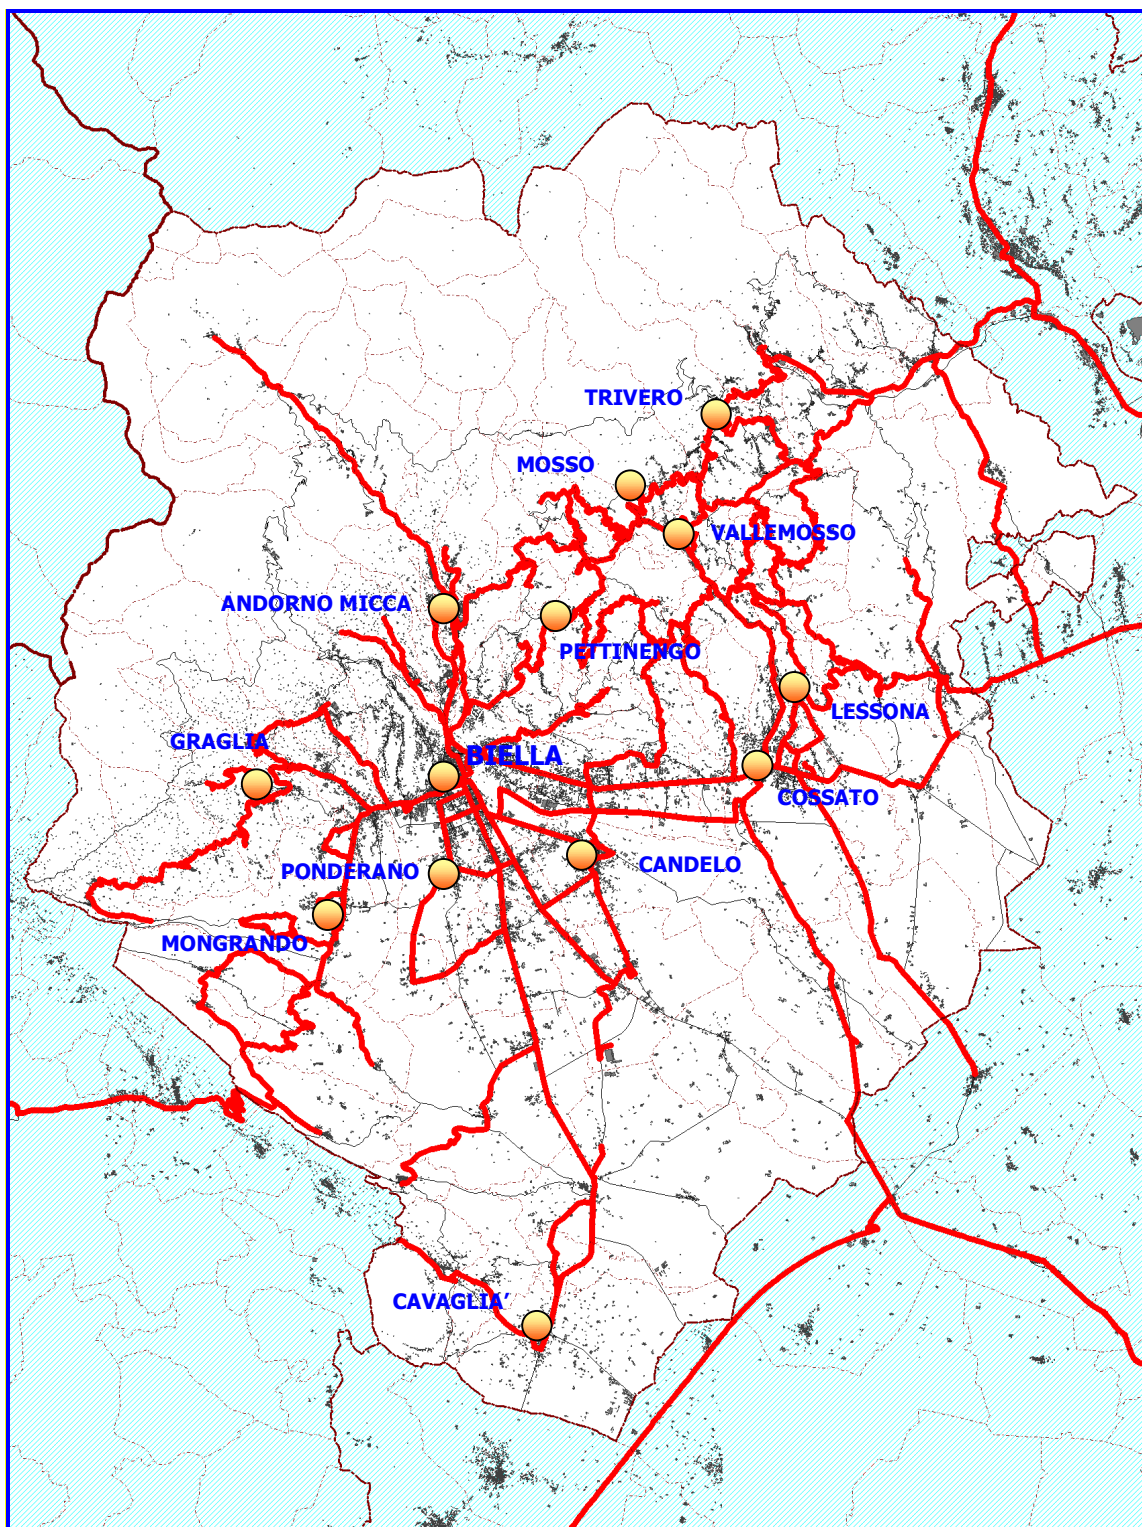 TRIVERO
MOSSO
VALLEMOSSO
ANDORNO MICCA
PETTINENGO
LESSONA
GRAGLIA
BIELLA
COSSATO
PONDERANO
CANDELO
MONGRANDO
CAVAGLIA’